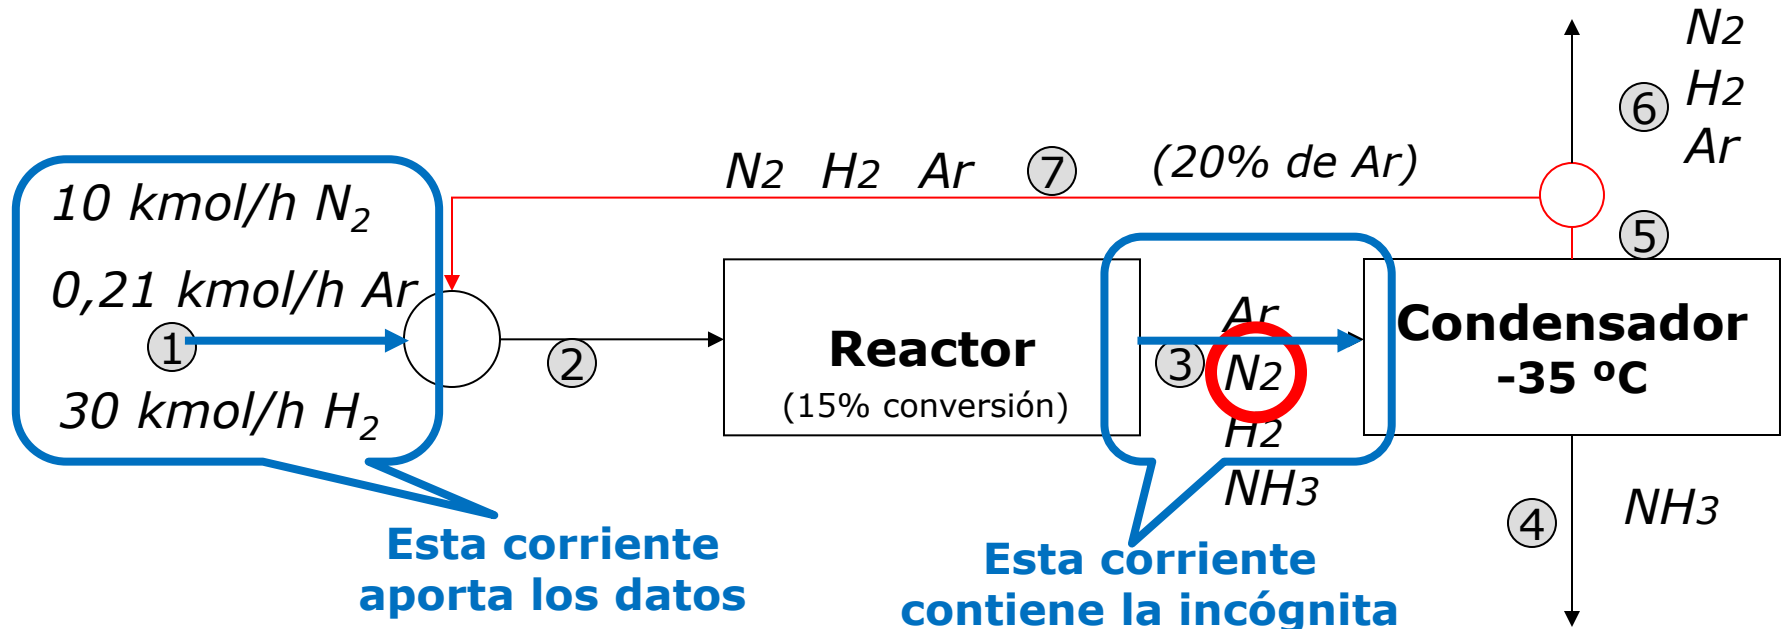 N2
H2
Ar
6
N2 H2 Ar 7 (20% de Ar)
5
10 kmol/h N2
0,21 kmol/h Ar
1
30 kmol/h H2
2
Reactor
(15% conversión)
3
Ar
N2
H2
NH3
Condensador
-35 ºC
4
NH3
Esta corriente
aporta los datos
Esta corriente
contiene la incógnita